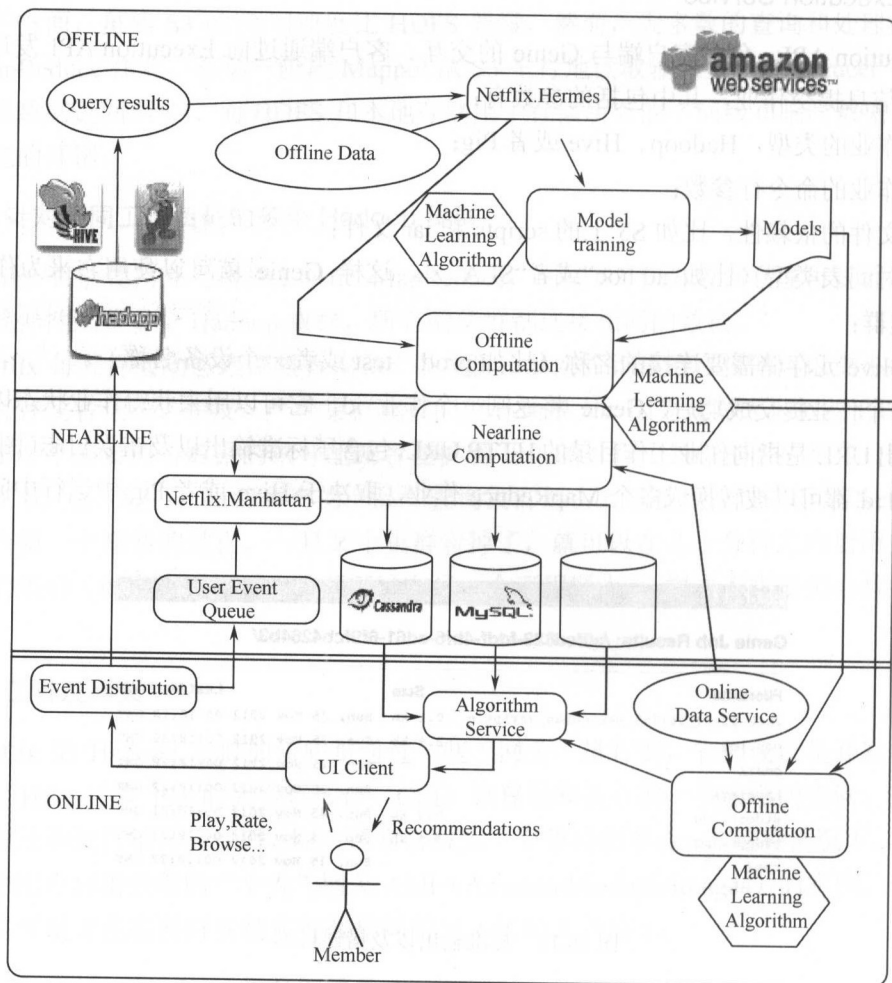 OFFLINE
Query results
Netflix.Hermes
amazon
web services™
Offline Data
HIVE
Machine
Learning
Algorithm
Model
training
Models
hadoop
Offline
Computation
Machine
Learning
Algorithm
NEARLINE
Nearline
Computation
Netflix.Manhattan
User Event
Queue
Cassandra
MySQL
Event Distribution
Algorithm
Service
Online
Data Service
UI Client
ONLINE
Play,Rate,
Browse...
Recommendations
Offline
Computation
Machine
Learning
Algorithm
Member